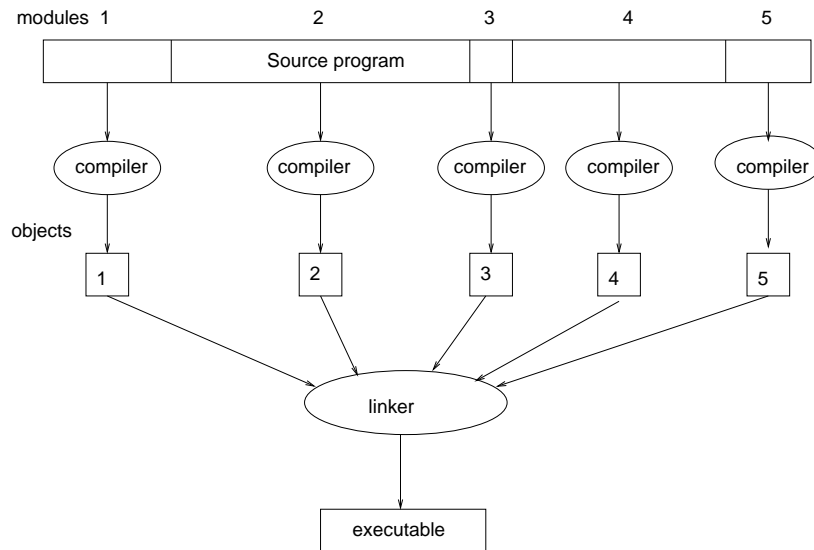 modules 1 2 3 4 5
Source program
compiler compiler compiler compiler compiler
objects
1 2 3 4 5
linker
executable